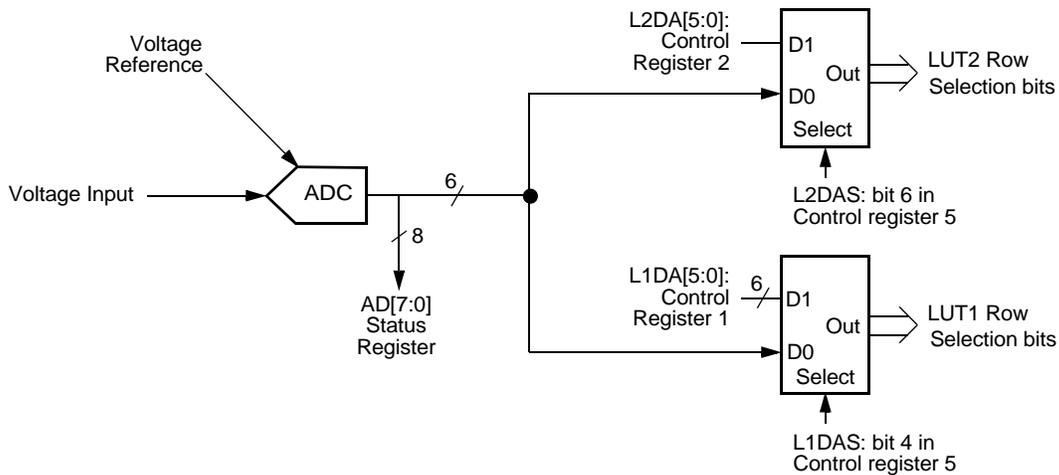 Voltage
Reference
Voltage Input
ADC
6
8
AD[7:0]
Status
Register
L2DA[5:0]:
Control
Register 2
D1
Out
D0
Select
LUT2 Row
Selection bits
L2DAS: bit 6 in
Control register 5
L1DA[5:0]:
Control
Register 1
6
D1
Out
D0
Select
LUT1 Row
Selection bits
L1DAS: bit 4 in
Control register 5